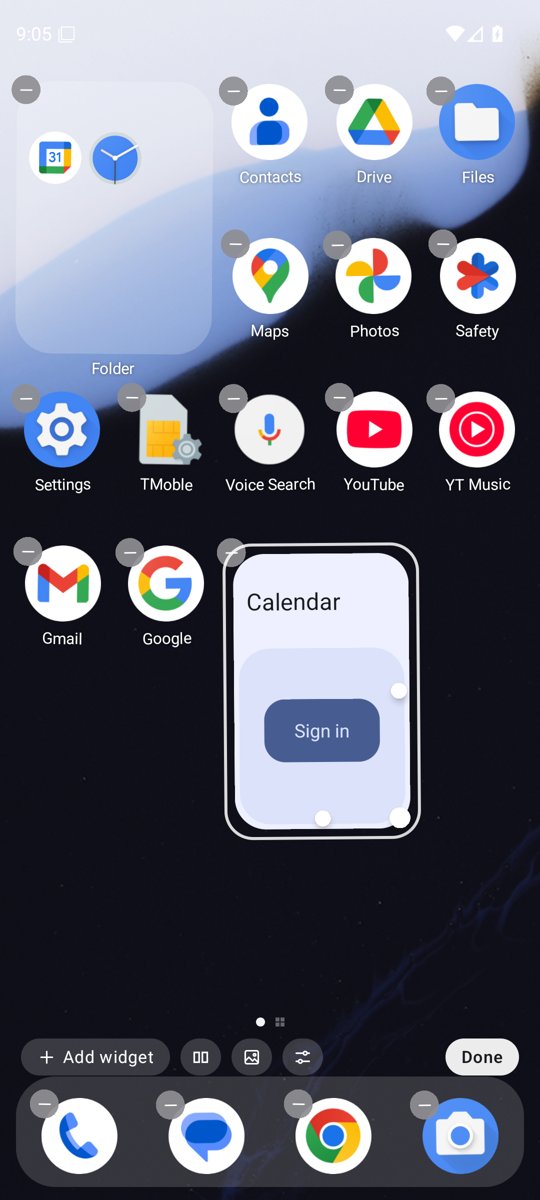 9:05
31
Contacts
Drive
Files
Maps
Photos
Safety
Folder
Settings
TMoble
Voice Search
YouTube
YT Music
Gmail
Google
Calendar
Sign in
+ Add widget
Done